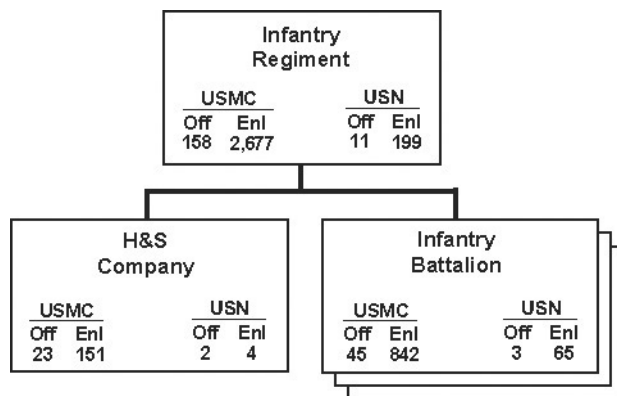 Infantry
Regiment
USMC USN
Off Enl Off Enl
158 2,677 11 199
H&S
Company
USMC USN
Off Enl Off Enl
23 151 2 4
Infantry
Battalion
USMC USN
Off Enl Off Enl
45 842 3 65